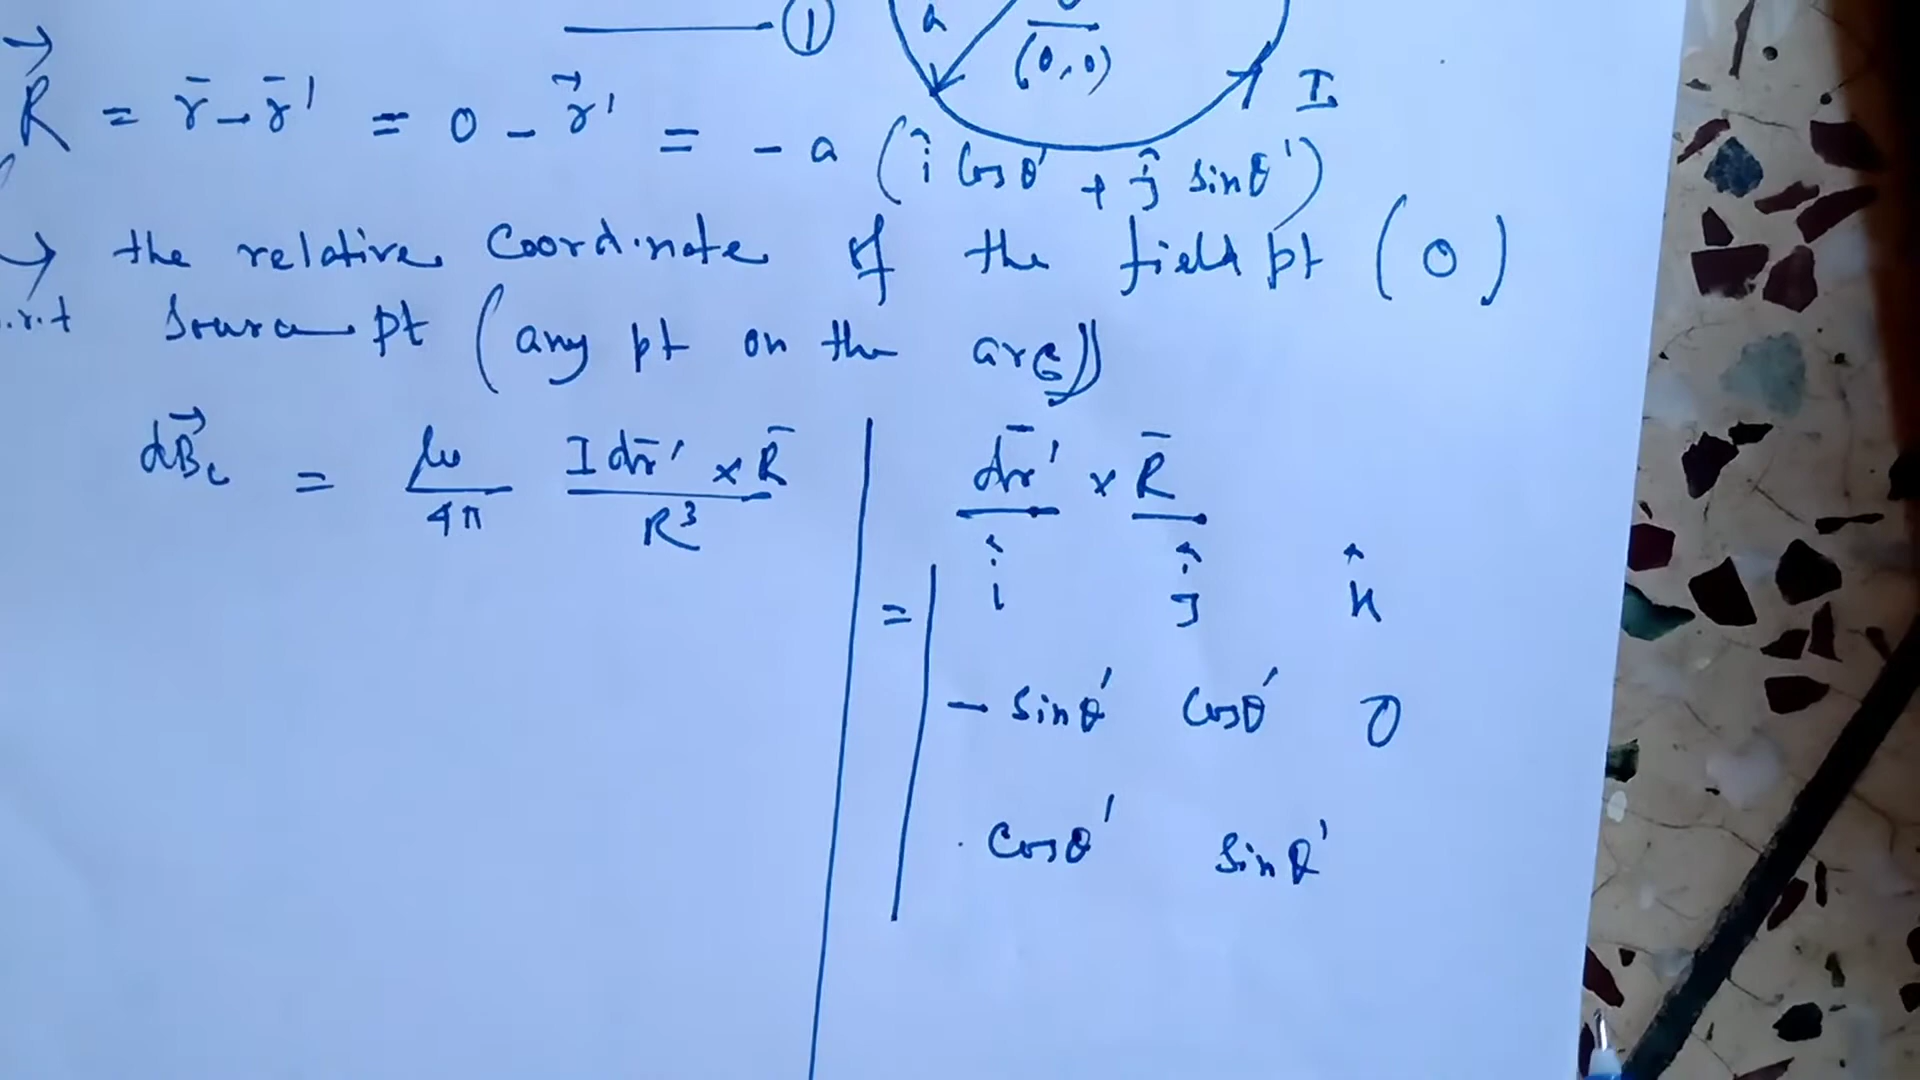 ①
a
(0,0)
I
R⃗ = r̄ - r̄' = 0 - r⃗' = - a (î cosθ' + ĵ sinθ')
→ the relative coordinate of the field pt (0)
.r.t source pt (any pt on the arc))
dB⃗c = μ0/4π I dr̄' × R̄ / R³
dr̄' × R̄
= | î ĵ k̂
- sinθ' cosθ' 0
cosθ' sinθ'